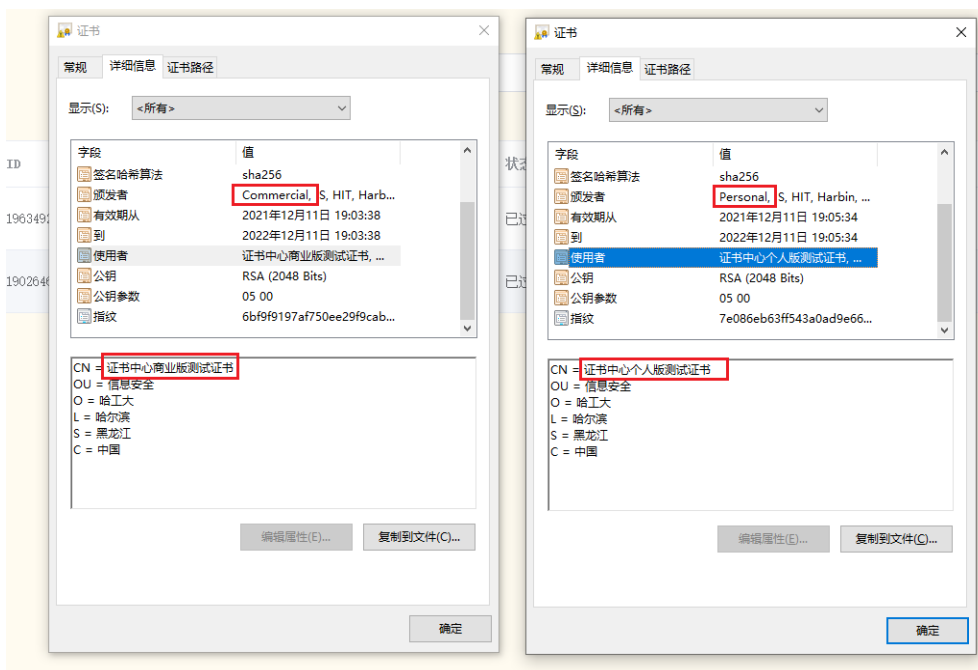 证书
常规 详细信息 证书路径
显示(S): <所有>
字段 值
签名哈希算法 sha256
颁发者 Commercial, S, HIT, Harb...
有效期从 2021年12月11日 19:03:38
到 2022年12月11日 19:03:38
使用者 证书中心商业版测试证书, ...
公钥 RSA (2048 Bits)
公钥参数 05 00
指纹 6bf9f9197af750ee29f9cab...
CN = 证书中心商业版测试证书
OU = 信息安全
O = 哈工大
L = 哈尔滨
S = 黑龙江
C = 中国
编辑属性(E)... 复制到文件(C)...
确定
ID
1963492
1902646
状态
已
已
证书
常规 详细信息 证书路径
显示(S): <所有>
字段 值
签名哈希算法 sha256
颁发者 Personal, S, HIT, Harbin, ...
有效期从 2021年12月11日 19:05:34
到 2022年12月11日 19:05:34
使用者 证书中心个人版测试证书, ...
公钥 RSA (2048 Bits)
公钥参数 05 00
指纹 7e086eb63ff543a0ad9e66...
CN = 证书中心个人版测试证书
OU = 信息安全
O = 哈工大
L = 哈尔滨
S = 黑龙江
C = 中国
编辑属性(E)... 复制到文件(C)...
确定